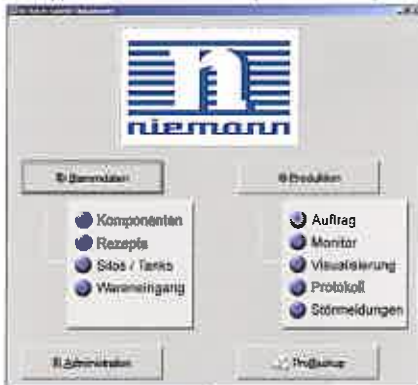 niemann
Stammdaten
Komponenten
Rezepte
Silos / Tanks
Wareneingang
Produktion
Auftrag
Monitor
Visualisierung
Protokoll
Störmeldungen
Administration